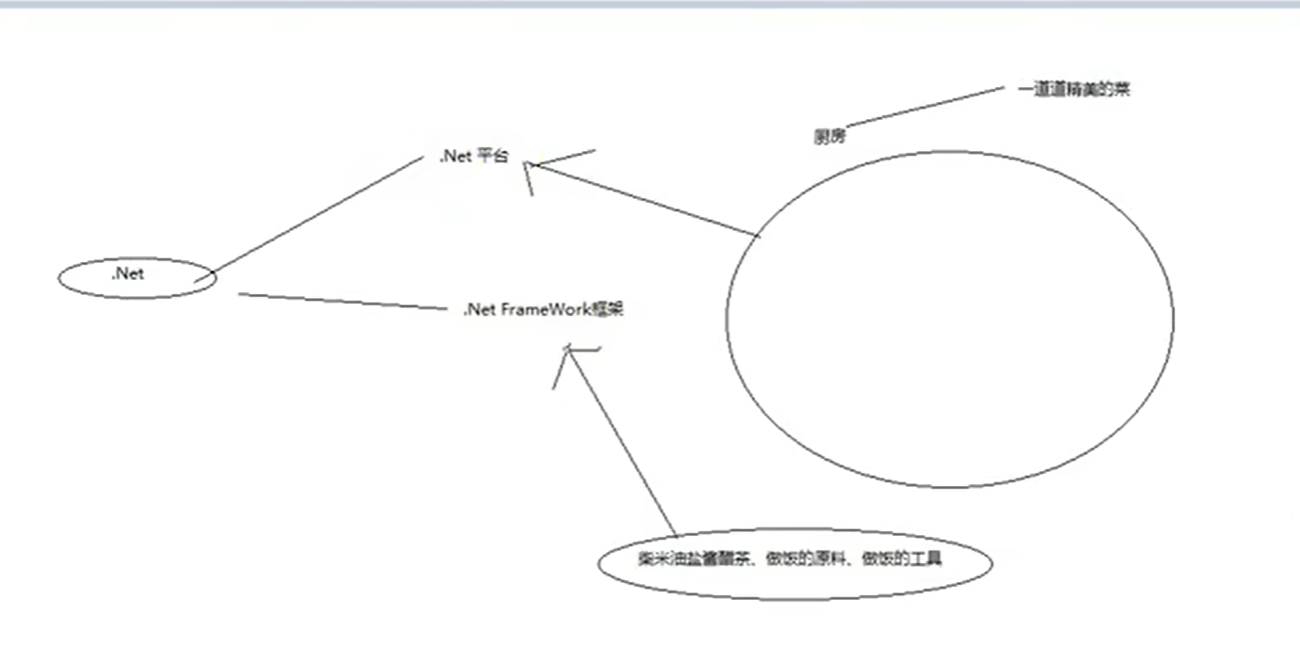 一道道精美的菜
厨房
.Net 平台
.Net
.Net FrameWork框架
柴米油盐酱醋茶、做饭的原料、做饭的工具